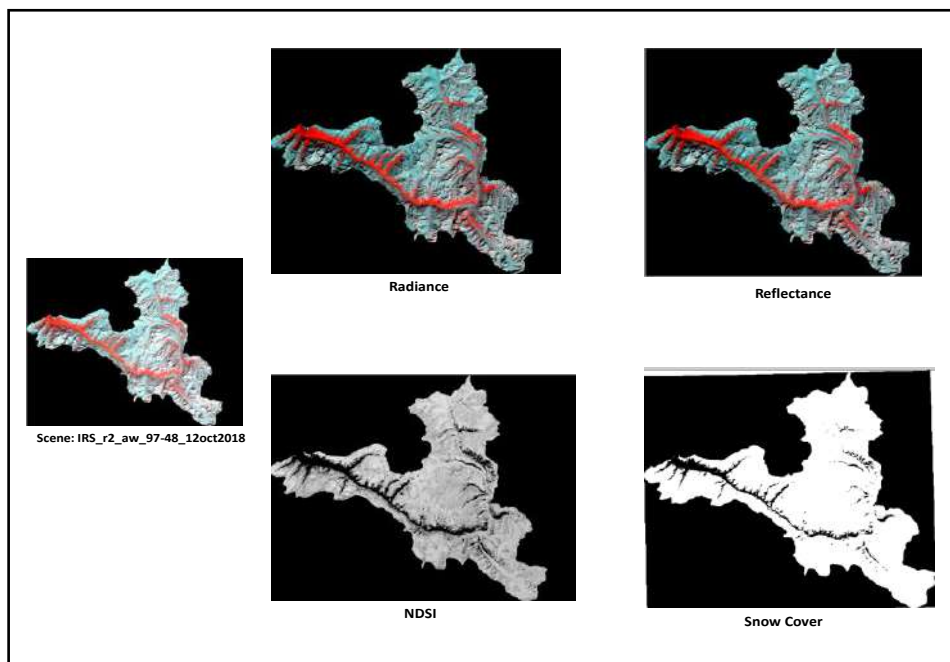 Radiance
Reflectance
Scene: IRS_r2_aw_97-48_12oct2018
NDSI
Snow Cover